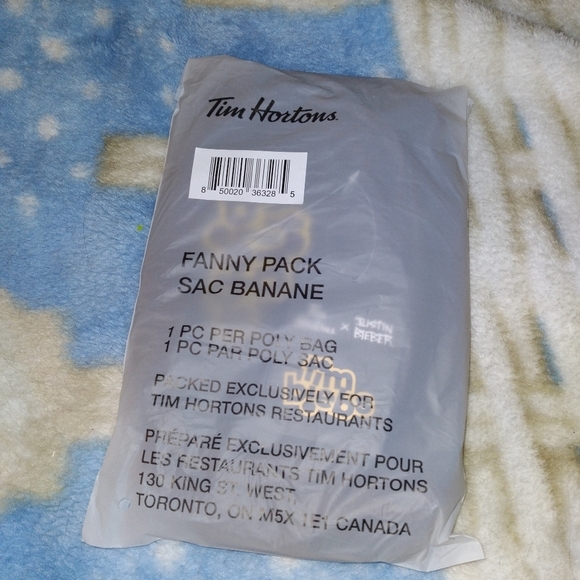 Tim Hortons.
8 50020 36328 5
FANNY PACK
SAC BANANE
x JUSTIN
BIEBER
1 PC PER POLY BAG
1 PC PAR POLY SAC
PACKED EXCLUSIVELY FOR
TIM HORTONS RESTAURANTS
PRÉPARÉ EXCLUSIVEMENT POUR
LES RESTAURANTS TIM HORTONS
130 KING ST. WEST,
TORONTO, ON M5X 1E1 CANADA